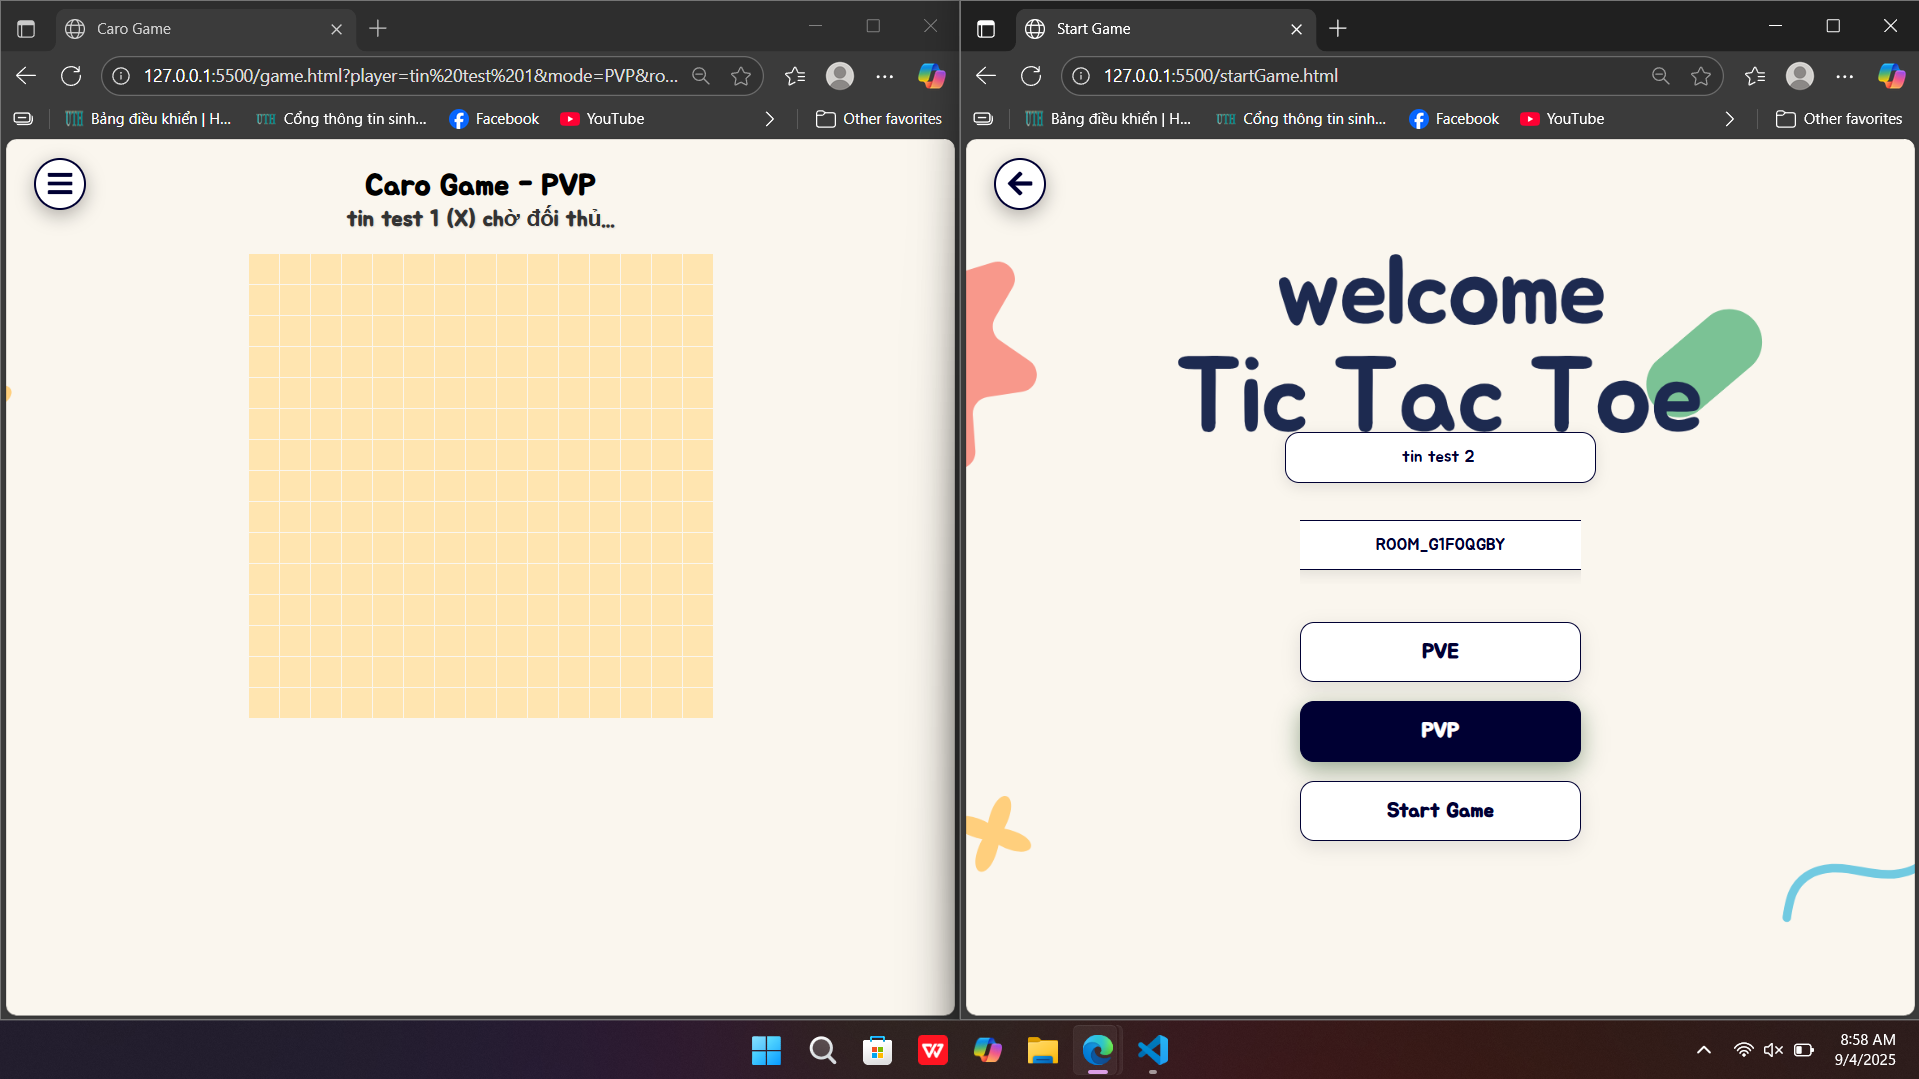 Caro Game
127.0.0.1:5500/game.html?player=tin%20test%201&mode=PVP&ro...
Bảng điều khiển | H...
Cổng thông tin sinh...
Facebook
YouTube
Other favorites
Caro Game - PVP
tin test 1 (X) chờ đối thủ...
Start Game
127.0.0.1:5500/startGame.html
Bảng điều khiển | H...
Cổng thông tin sinh...
Facebook
YouTube
Other favorites
welcome
Tic Tac Toe
tin test 2
ROOM_G1F0QGBY
PVE
PVP
Start Game
8:58 AM
9/4/2025